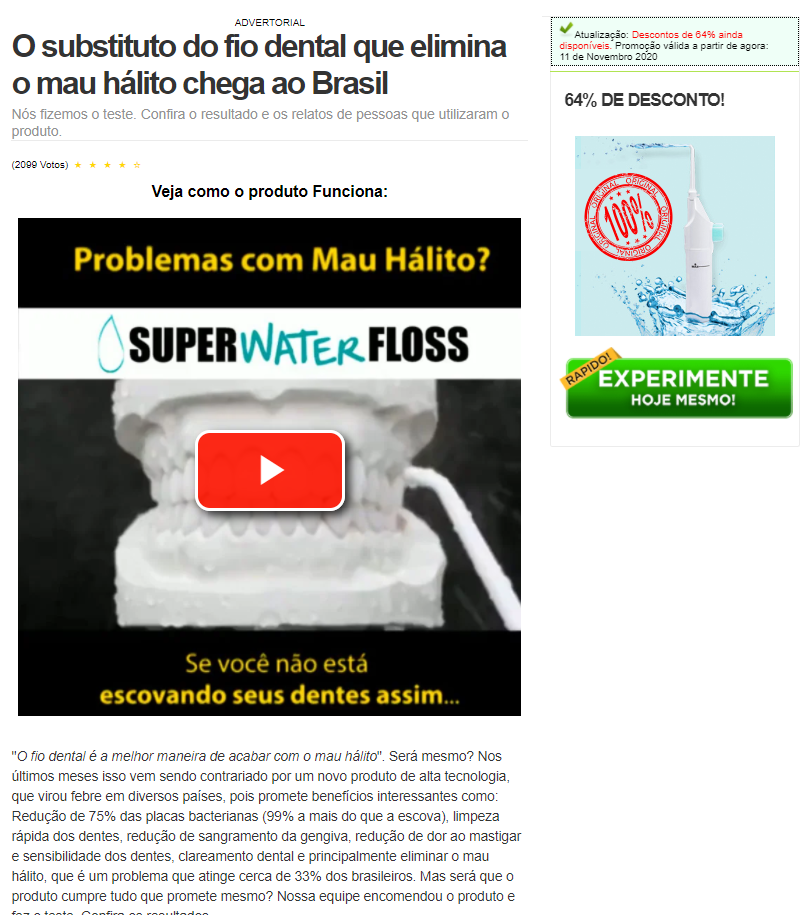 ADVERTORIAL
O substituto do fio dental que elimina
o mau hálito chega ao Brasil
Nós fizemos o teste. Confira o resultado e os relatos de pessoas que utilizaram o
produto.
(2099 Votos)
Veja como o produto Funciona:
Problemas com Mau Hálito?
SUPER WATER FLOSS
Se você não está
escovando seus dentes assim...
"O fio dental é a melhor maneira de acabar com o mau hálito". Será mesmo? Nos
últimos meses isso vem sendo contrariado por um novo produto de alta tecnologia,
que virou febre em diversos países, pois promete benefícios interessantes como:
Redução de 75% das placas bacterianas (99% a mais do que a escova), limpeza
rápida dos dentes, redução de sangramento da gengiva, redução de dor ao mastigar
e sensibilidade dos dentes, clareamento dental e principalmente eliminar o mau
hálito, que é um problema que atinge cerca de 33% dos brasileiros. Mas será que o
produto cumpre tudo que promete mesmo? Nossa equipe encomendou o produto e
fez o teste. Confira os resultados
Atualização: Descontos de 64% ainda
disponíveis. Promoção válida a partir de agora:
11 de Novembro 2020
64% DE DESCONTO!
ORIGINAL ORIGINAL
100%
ORIGINAL ORIGINAL
RAPIDO!
EXPERIMENTE
HOJE MESMO!